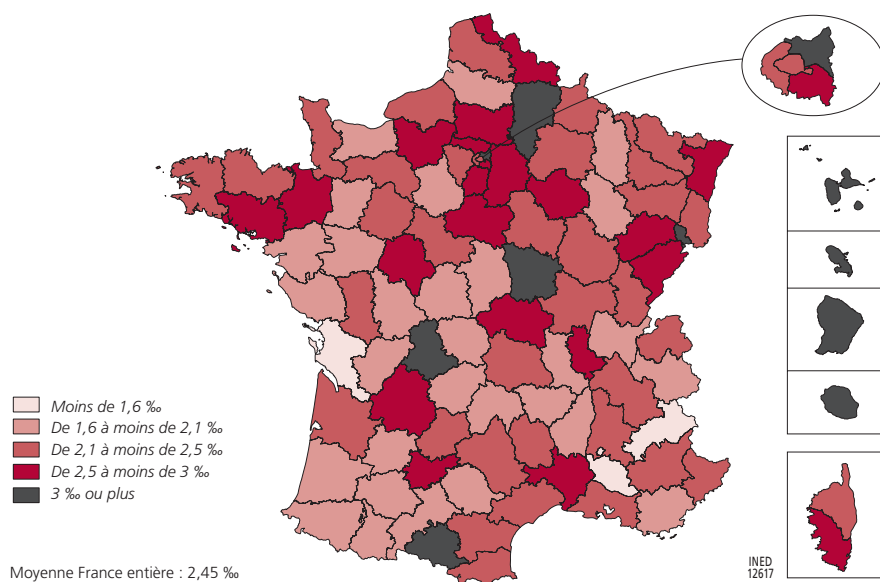 Moins de 1,6 ‰
De 1,6 à moins de 2,1 ‰
De 2,1 à moins de 2,5 ‰
De 2,5 à moins de 3 ‰
3 ‰ ou plus
Moyenne France entière : 2,45 ‰
INED
12617